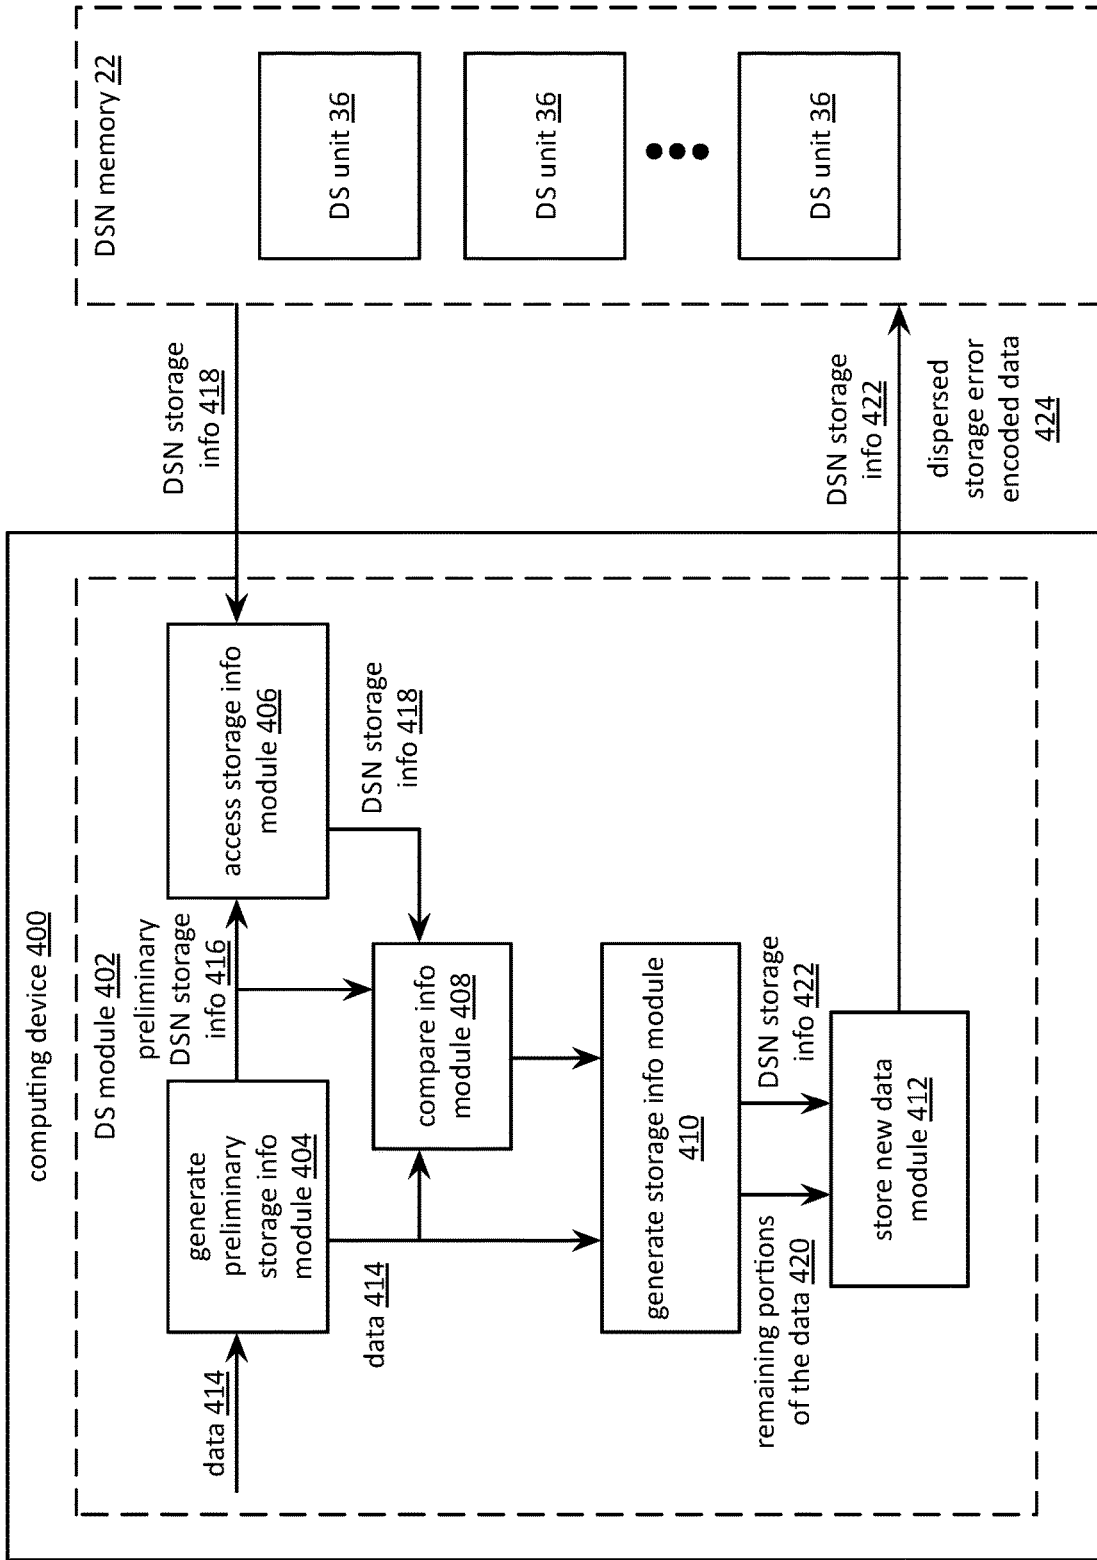 computing device 400
DS module 402
data 414
generate
preliminary
storage info
module 404
preliminary
DSN storage
info 416
access storage info
module 406
DSN storage
info 418
DSN memory 22
DS unit 36
DS unit 36
DS unit 36
data 414
compare info
module 408
DSN storage
info 418
generate storage info module
410
remaining portions
of the data 420
DSN storage
info 422
store new data
module 412
DSN storage
info 422
dispersed
storage error
encoded data
424